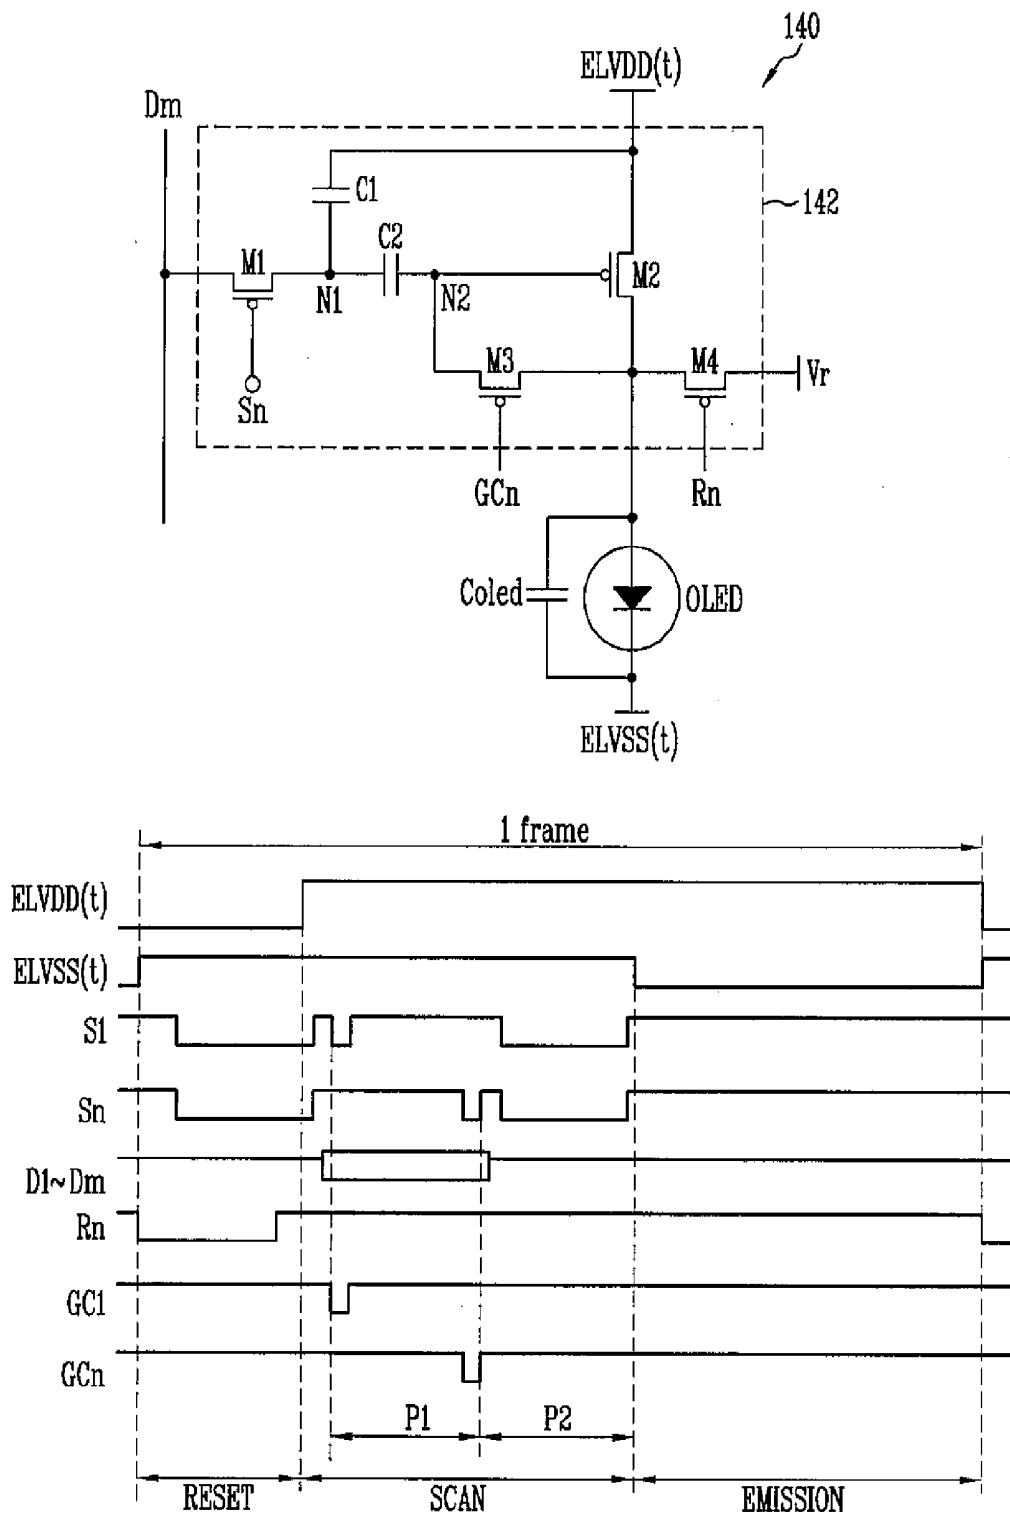 140
ELVDD(t)
Dm
C1
142
C2
M1
M2
N1
N2
M3
M4
Vr
Sn
GCn
Rn
Coled
OLED
ELVSS(t)
1 frame
ELVDD(t)
ELVSS(t)
S1
Sn
D1~Dm
Rn
GC1
GCn
P1
P2
RESET
SCAN
EMISSION